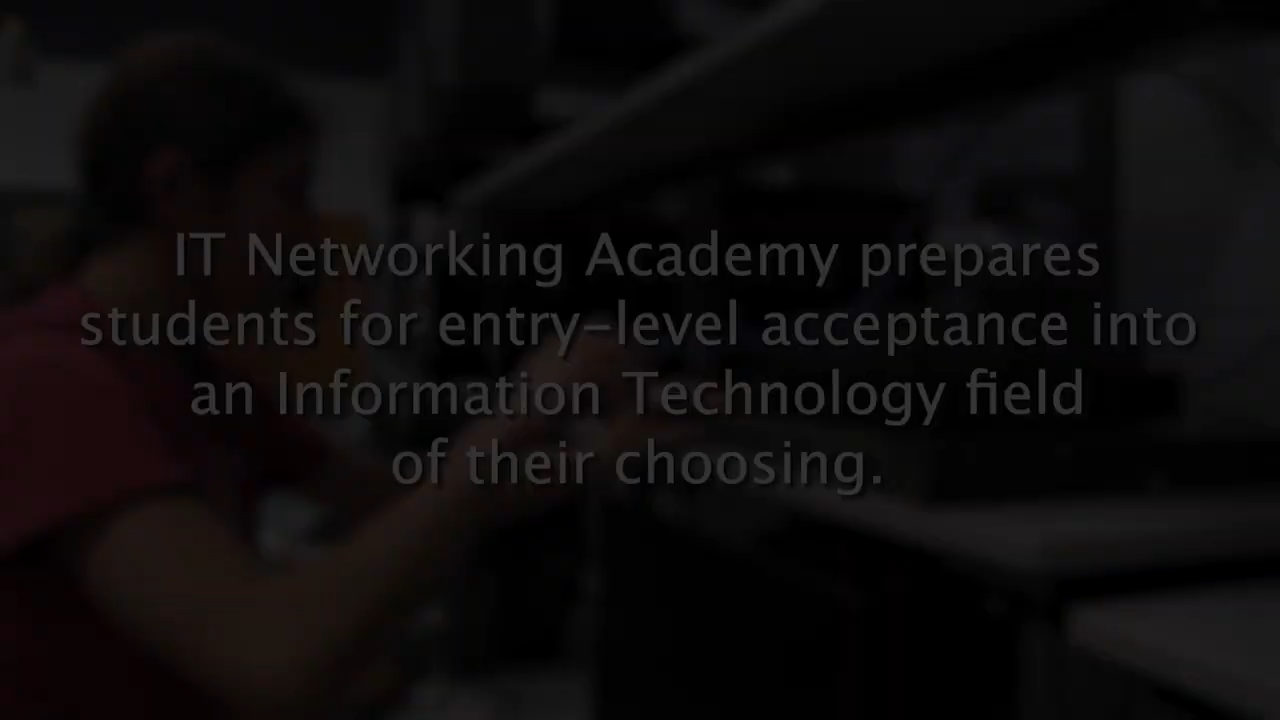 IT Networking Academy prepares
students for entry-level acceptance into
an Information Technology field
of their choosing.